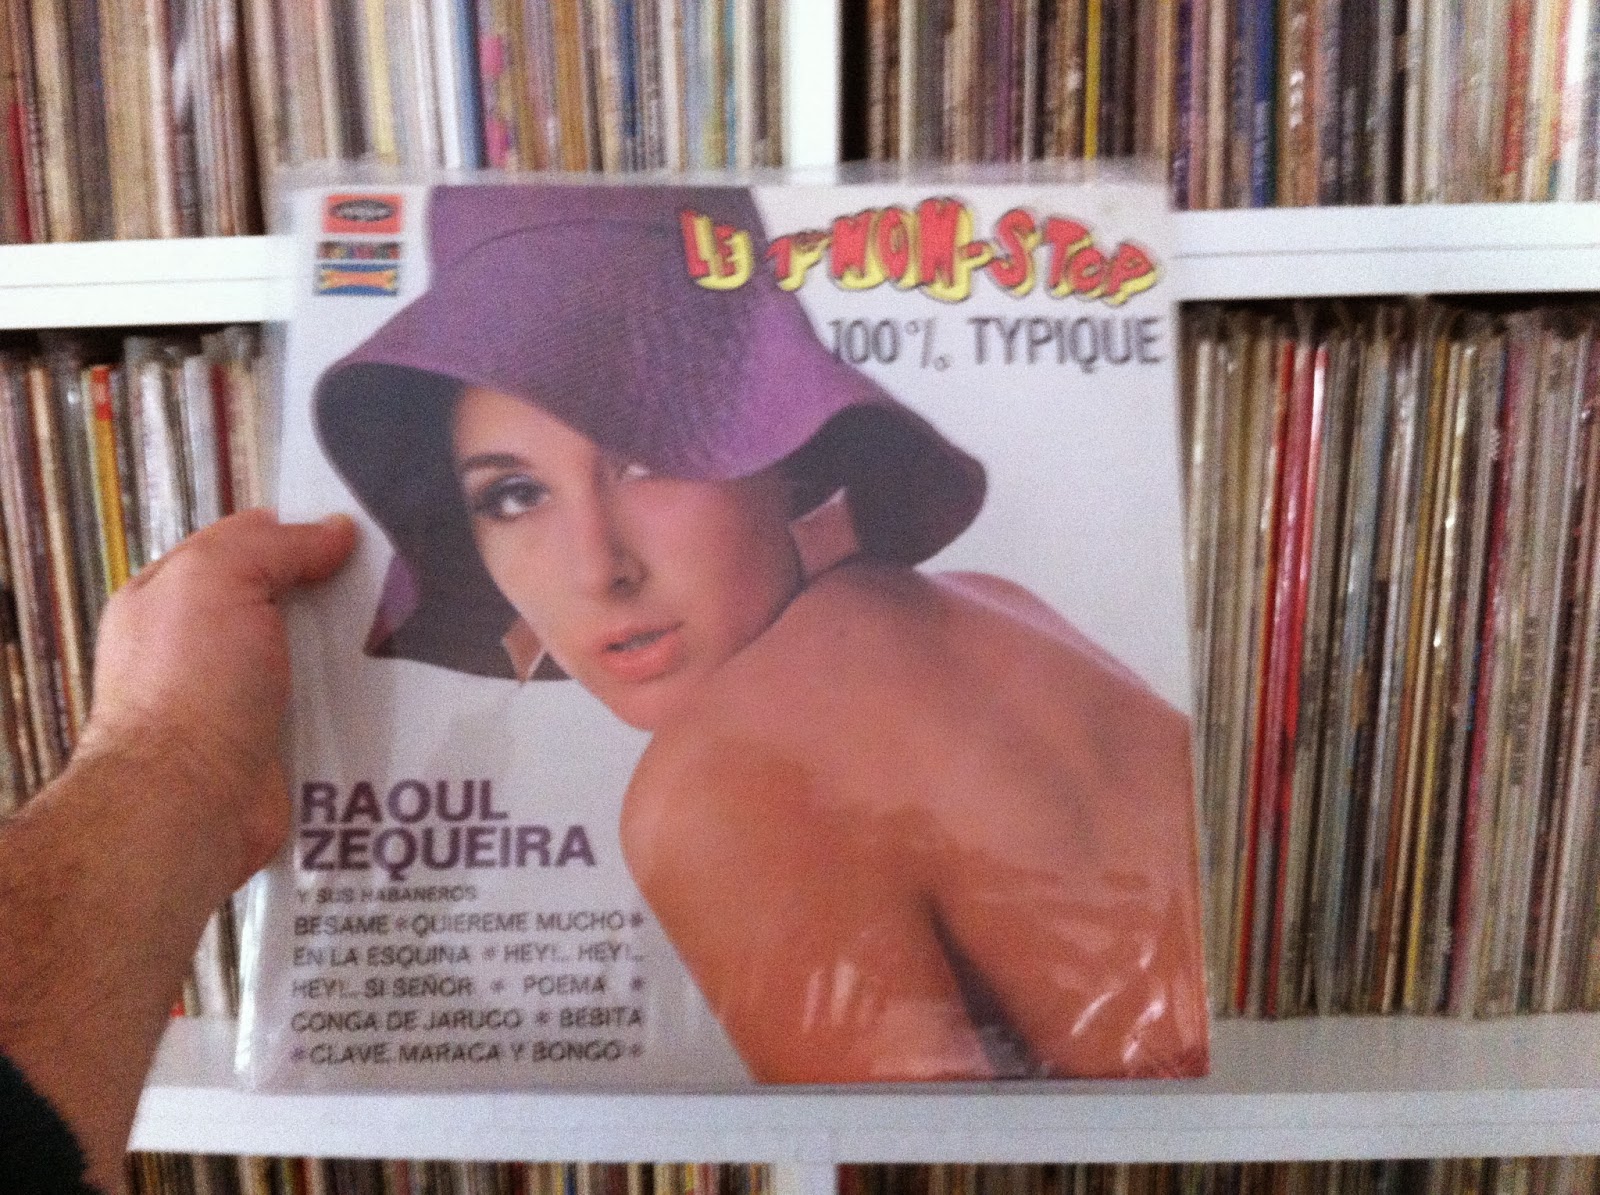 LE 1er NON-STOP
100% TYPIQUE
RAOUL
ZEQUEIRA
Y SUS HABANEROS
BESAME * QUIEREME MUCHO *
EN LA ESQUINA * HEY!.. HEY!..
HEY!.. SI SEÑOR * POEMA *
CONGA DE JARUCO * BEBITA
* CLAVE, MARACA Y BONGO *